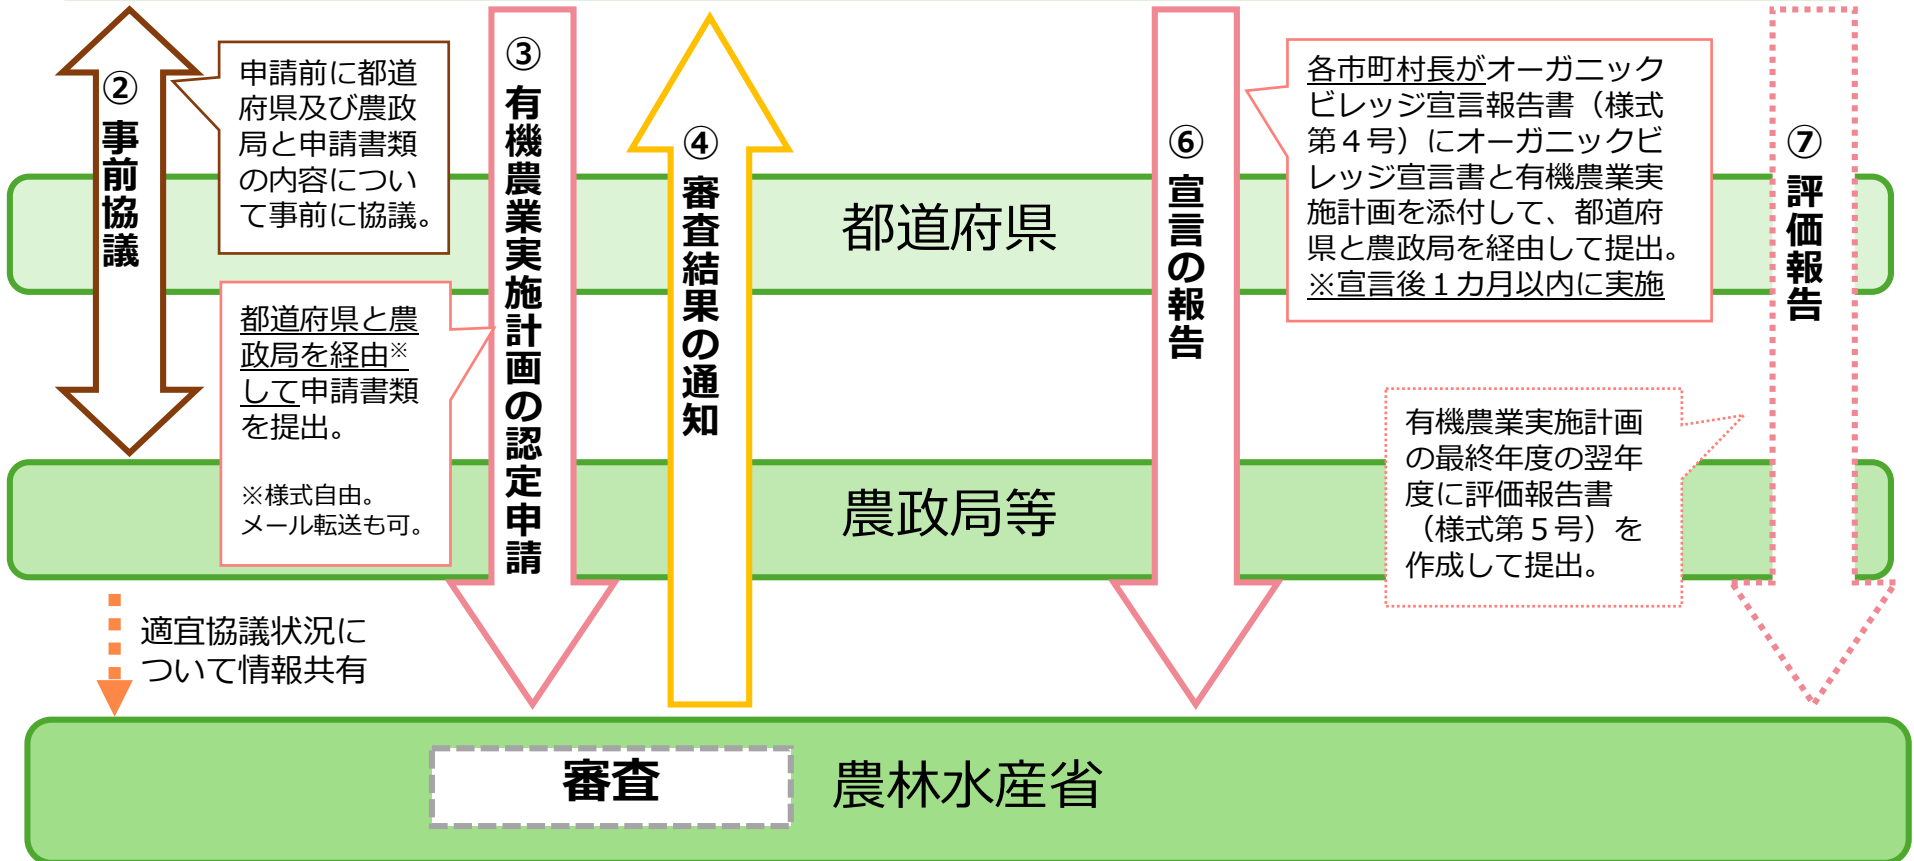 ②事前協議
申請前に都道
府県及び農政
局と申請書類
の内容につい
て事前に協議。
③有機農業実施計画の認定申請
都道府県と農
政局を経由※
して申請書類
を提出。
※様式自由。
メール転送も可。
④審査結果の通知
⑥宣言の報告
各市町村長がオーガニック
ビレッジ宣言報告書（様式
第４号）にオーガニックビ
レッジ宣言書と有機農業実
施計画を添付して、都道府
県と農政局を経由して提出。
※宣言後１カ月以内に実施
⑦評価報告
有機農業実施計画
の最終年度の翌年
度に評価報告書
（様式第５号）を
作成して提出。
都道府県
農政局等
適宜協議状況に
ついて情報共有
審査
農林水産省